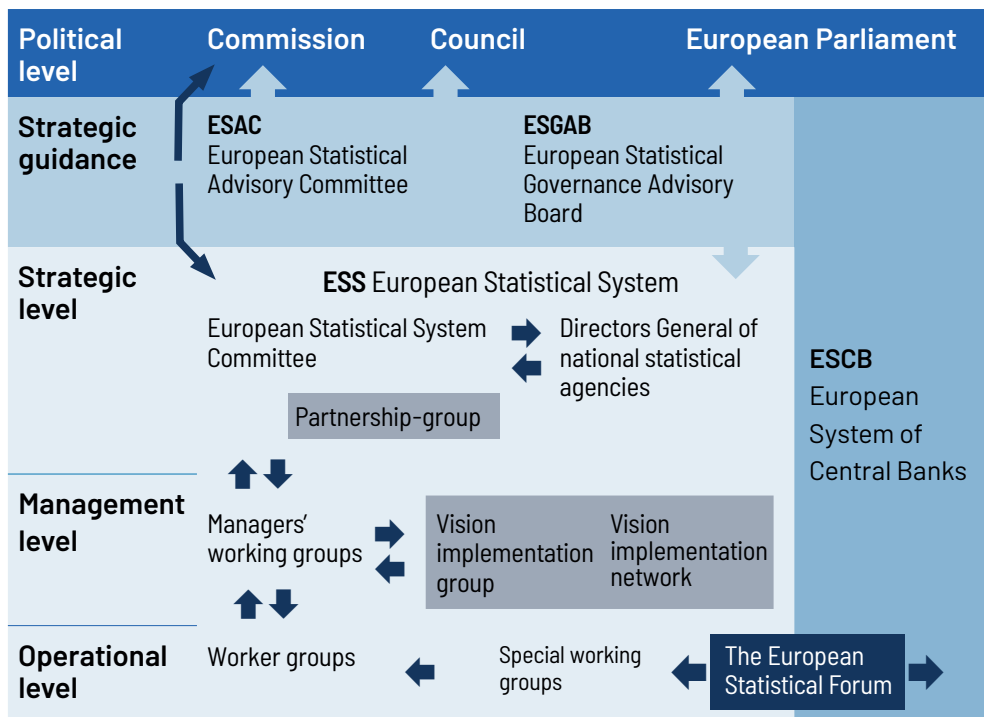 Political
level
Commission
Council
European Parliament
Strategic
guidance
ESAC
European Statistical
Advisory Committee
ESGAB
European Statistical
Governance Advisory
Board
Strategic
level
ESS European Statistical System
European Statistical System
Committee
Directors General of
national statistical
agencies
Partnership-group
ESCB
European
System of
Central Banks
Management
level
Managers’
working groups
Vision
implementation
group
Vision
implementation
network
Operational
level
Worker groups
Special working
groups
The European
Statistical Forum